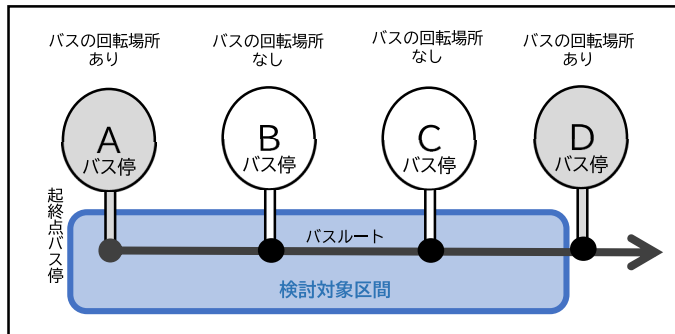 バスの回転場所
あり
バスの回転場所
なし
バスの回転場所
なし
バスの回転場所
あり
A
バス停
B
バス停
C
バス停
D
バス停
起終点バス停
バスルート
検討対象区間